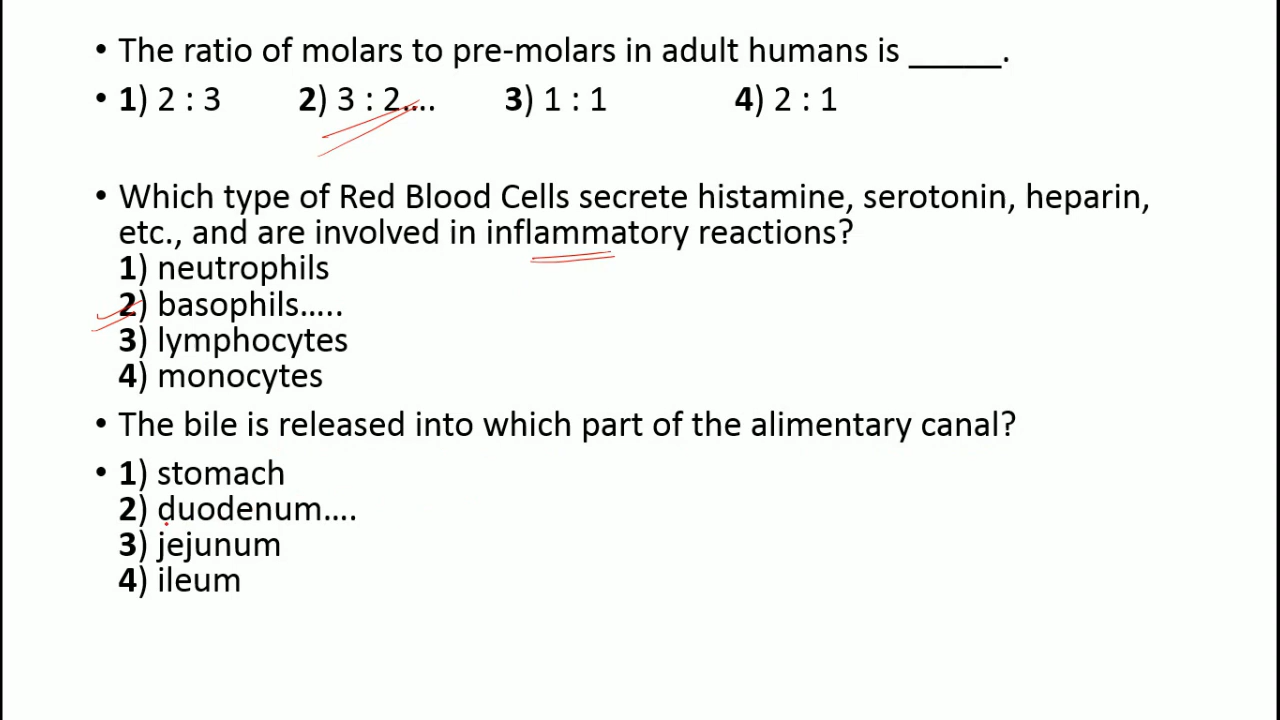 • The ratio of molars to pre-molars in adult humans is _____.
• 1) 2 : 3 2) 3 : 2.... 3) 1 : 1 4) 2 : 1
• Which type of Red Blood Cells secrete histamine, serotonin, heparin,
etc., and are involved in inflammatory reactions?
1) neutrophils
2) basophils.....
3) lymphocytes
4) monocytes
• The bile is released into which part of the alimentary canal?
• 1) stomach
2) duodenum....
3) jejunum
4) ileum